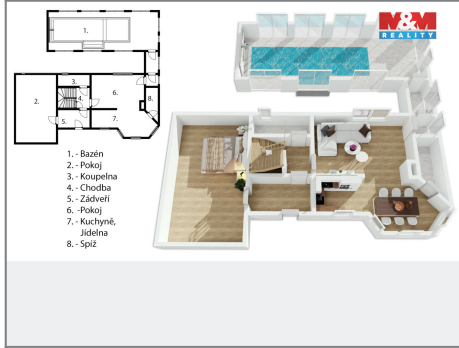 M&M
REALITY
1.
2.
3.
4.
5.
6.
7.
8.
1. - Bazén
2. - Pokoj
3. - Koupelna
4. - Chodba
5. - Zádveří
6. -Pokoj
7. - Kuchyně,
Jídelna
8. - Spíž